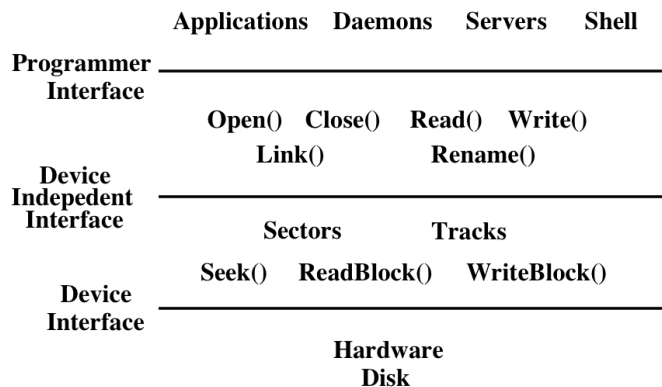 Applications Daemons Servers Shell
Programmer
Interface
Open() Close() Read() Write()
Link() Rename()
Device
Indepedent
Interface
Sectors Tracks
Seek() ReadBlock() WriteBlock()
Device
Interface
Hardware
Disk